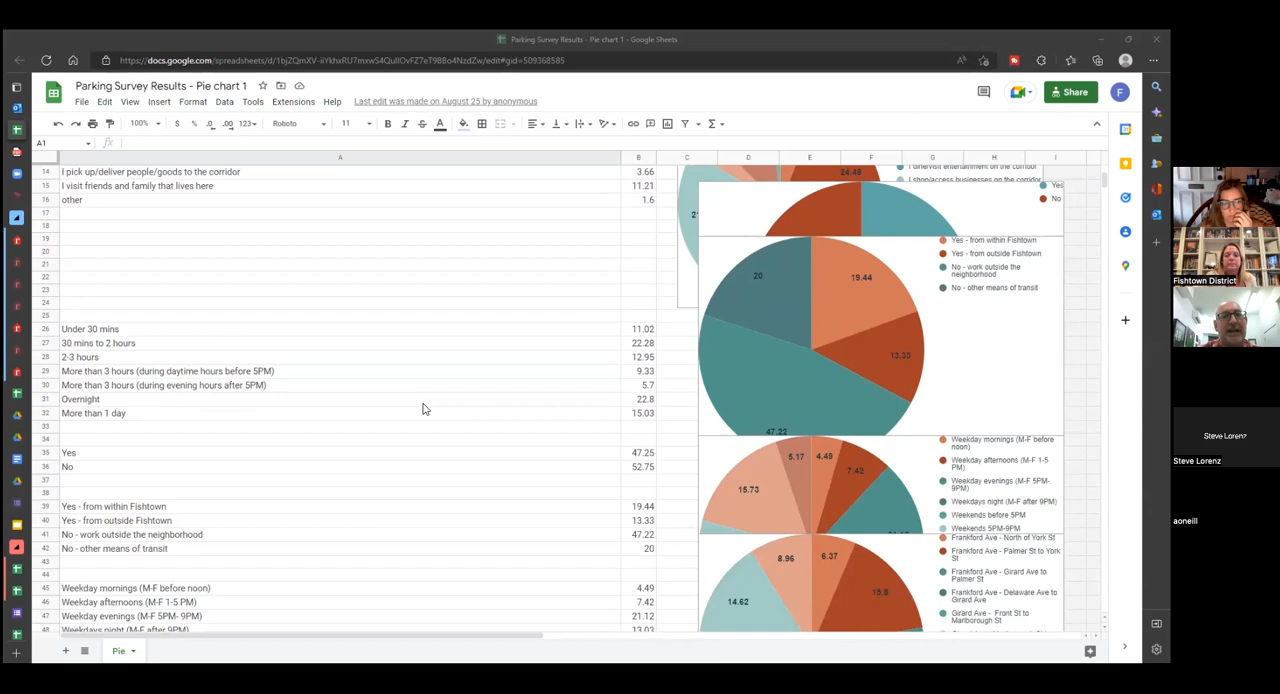 Parking Survey Results - Pie chart 1 - Google Sheets
https://docs.google.com/spreadsheets/d/
Parking Survey Results - Pie chart 1
File Edit View Insert Format Data Tools Extensions Help Last edit was made on August 25 by anonymous
Share
F
100% $ % .0 .00 123 Roboto 11 B I S A
A1 fx
A B C D E F G H I
14 I pick up/deliver people/goods to the corridor 3.66
15 I visit friends and family that lives here 11.21
16 other 1.6
17
18
19
20
21
22
23
24
25
26 Under 30 mins 11.02
27 30 mins to 2 hours 22.28
28 2-3 hours 12.95
29 More than 3 hours (during daytime hours before 5PM) 9.33
30 More than 3 hours (during evening hours after 5PM) 5.7
31 Overnight 22.8
32 More than 1 day 15.03
33
34
35 Yes 47.25
36 No 52.75
37
38
39 Yes - from within Fishtown 19.44
40 Yes - from outside Fishtown 13.33
41 No - work outside the neighborhood 47.22
42 No - other means of transit 20
43
44
45 Weekday mornings (M-F before noon) 4.49
46 Weekday afternoons (M-F 1-5 PM) 7.42
47 Weekday evenings (M-F 5PM- 9PM) 21.12
48 Weekdays night (M-F after 9PM) 13.03
24.49
I shop/access businesses on the corridor
Yes
No
20
19.44
13.33
47.22
Yes - from within Fishtown
Yes - from outside Fishtown
No - work outside the
neighborhood
No - other means of transit
5.17
4.49
7.42
15.73
Weekday mornings (M-F before
noon)
Weekday afternoons (M-F 1-5
PM)
Weekday evenings (M-F 5PM-
9PM)
Weekdays night (M-F after 9PM)
Weekends before 5PM
Weekends 5PM-9PM
8.96
6.37
15.8
14.62
Frankford Ave - North of York St
Frankford Ave - Palmer St to York
St
Frankford Ave - Girard Ave to
Palmer St
Frankford Ave - Delaware Ave to
Girard Ave
Girard Ave - Front St to
Marlborough St
Pie
Fishtown District
Steve Lorenz
Steve Lorenz
aoneill